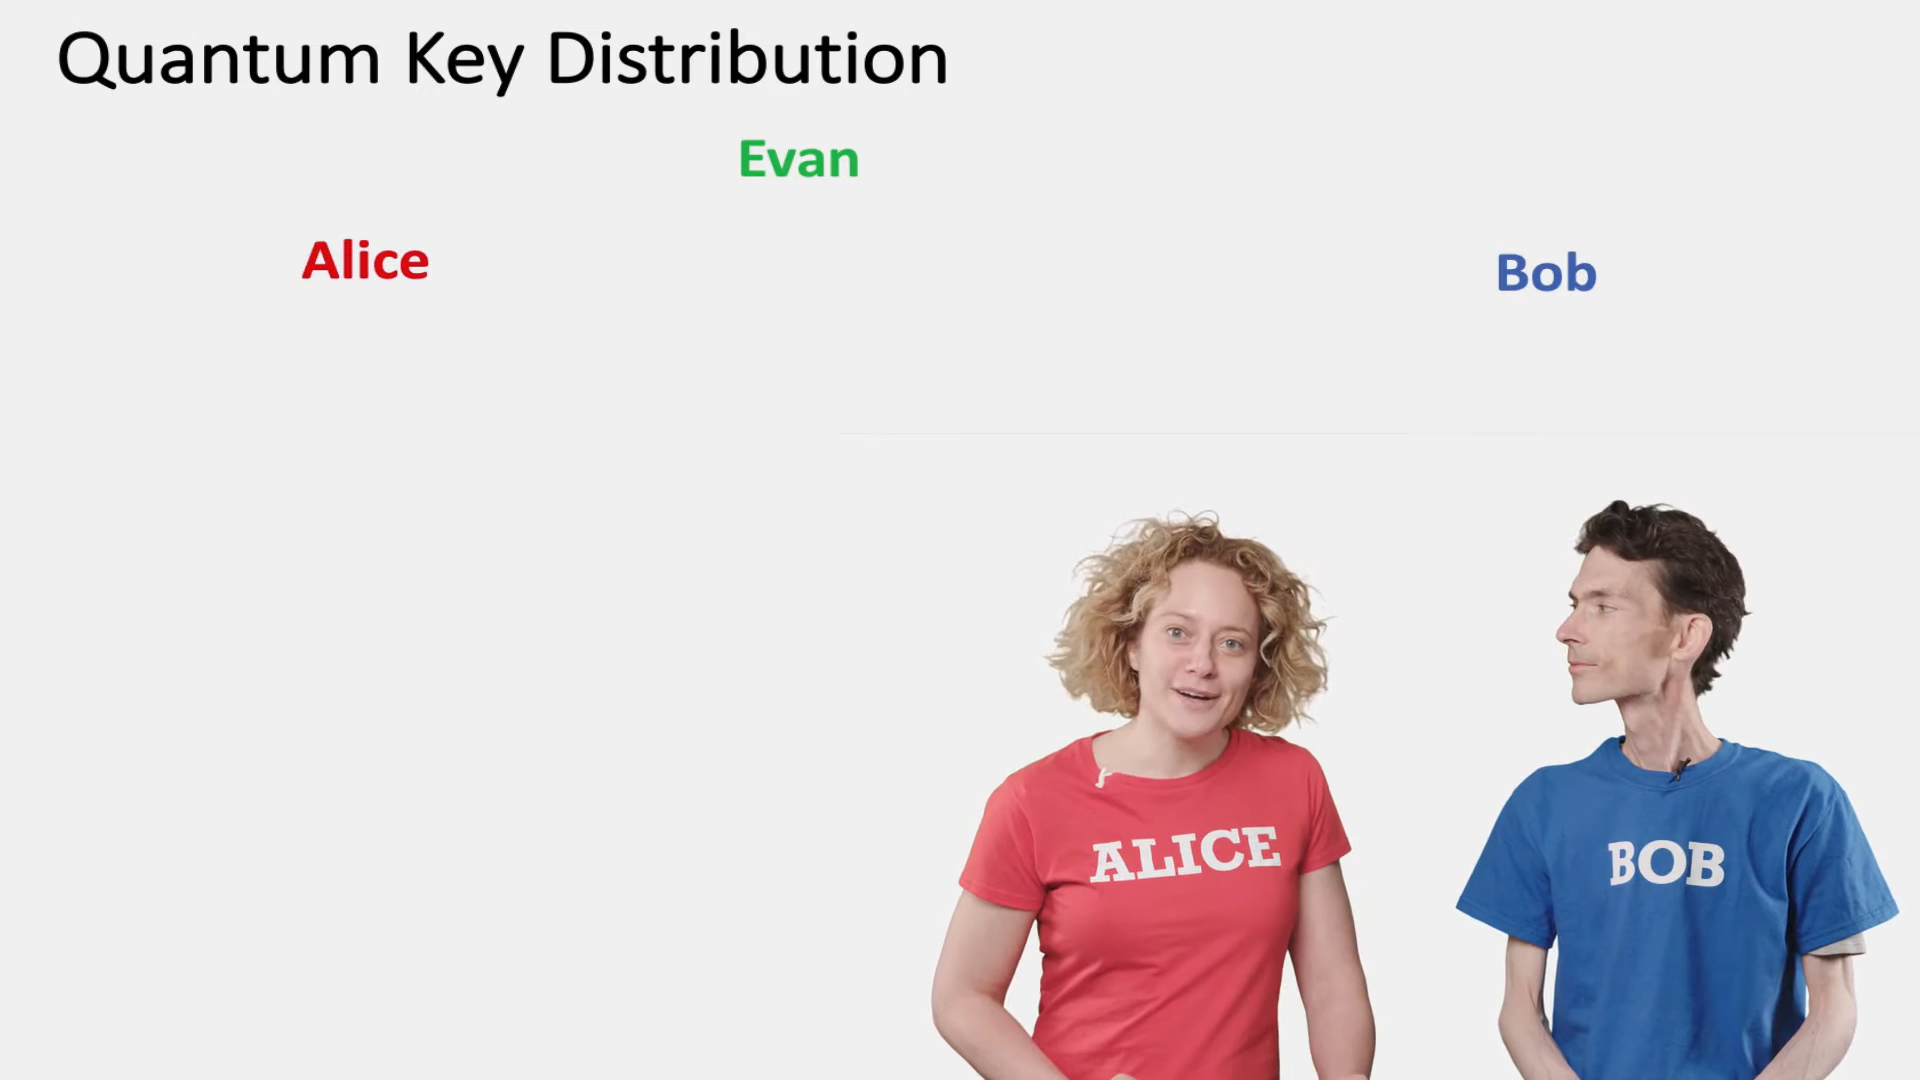 Quantum Key Distribution
Evan
Alice
Bob
ALICE
BOB